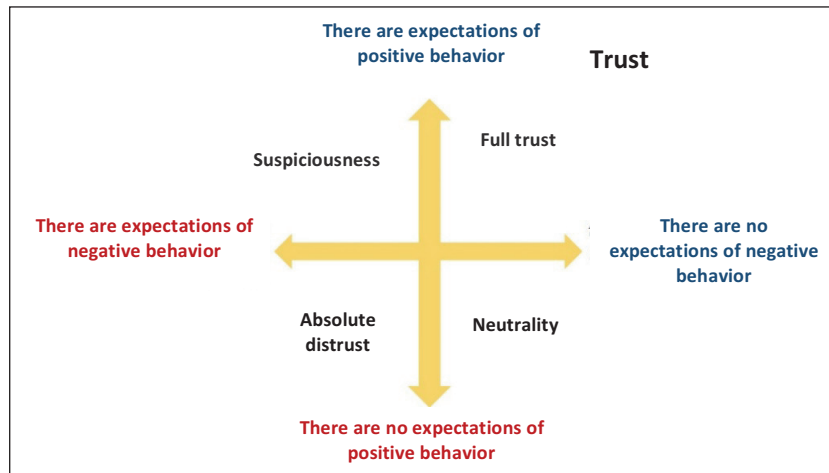 There are expectations of
positive behavior
Trust
Full trust
Suspiciousness
There are expectations of
negative behavior
There are no
expectations of negative
behavior
Absolute
distrust
Neutrality
There are no expectations of
positive behavior